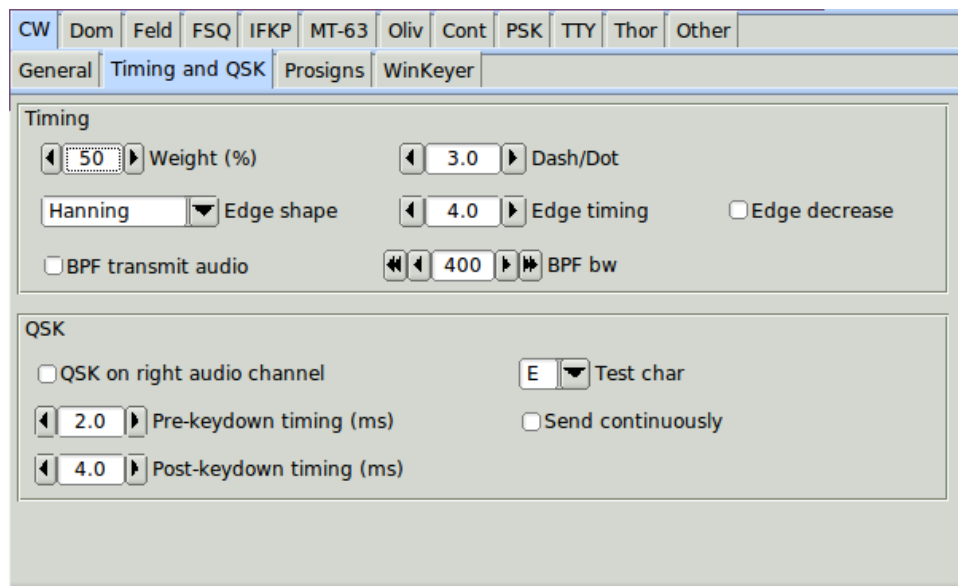 CW Dom Feld FSQ IFKP MT-63 Oliv Cont PSK TTY Thor Other
General Timing and QSK Prosigns WinKeyer
Timing
50 Weight (%) 3.0 Dash/Dot
Hanning Edge shape 4.0 Edge timing Edge decrease
BPF transmit audio 400 BPF bw
QSK
QSK on right audio channel E Test char
2.0 Pre-keydown timing (ms) Send continuously
4.0 Post-keydown timing (ms)